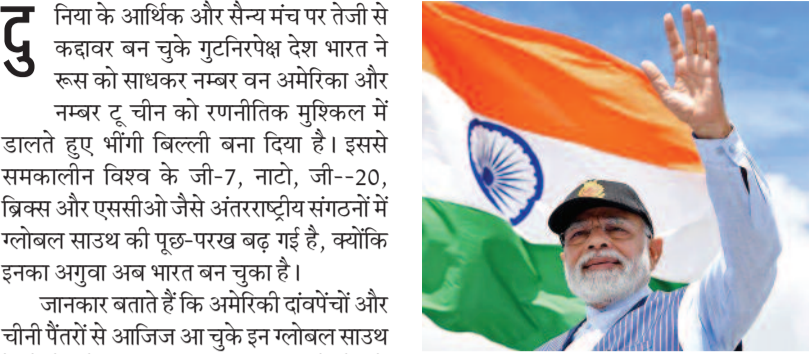 दुनिया के आर्थिक और सैन्य मंच पर तेजी से
कद्दावर बन चुके गुटनिरपेक्ष देश भारत ने
रूस को साधकर नम्बर वन अमेरिका और
नम्बर टू चीन को रणनीतिक मुश्किल में
डालते हुए भींगी बिल्ली बना दिया है। इससे
समकालीन विश्व के जी-7, नाटो, जी--20,
ब्रिक्स और एससीओ जैसे अंतरराष्ट्रीय संगठनों में
ग्लोबल साउथ की पूछ-परख बढ़ गई है, क्योंकि
इनका अगुवा अब भारत बन चुका है।
जानकार बताते हैं कि अमेरिकी दांवपेंचों और
चीनी पैंतरों से आजिज आ चुके इन ग्लोबल साउथ